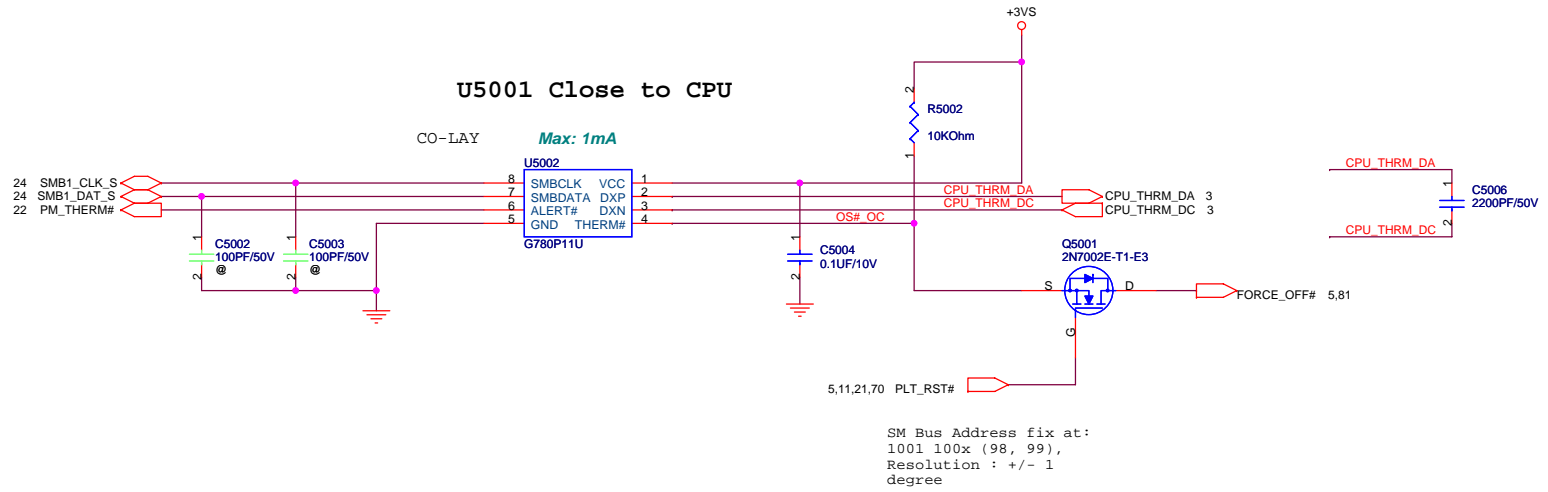 +3VS
U5001 Close to CPU
CO-LAY
Max: 1mA
2
R5002
10KOhm
1
U5002
24 SMB1_CLK_S
24 SMB1_DAT_S
22 PM_THERM#
8 SMBCLK VCC 1
7 SMBDATA DXP 2
6 ALERT# DXN 3
5 GND THERM# 4
G780P11U
CPU_THRM_DA
CPU_THRM_DC
OS#_OC
CPU_THRM_DA 3
CPU_THRM_DC 3
CPU_THRM_DA
1
C5006
2200PF/50V
2
CPU_THRM_DC
1
C5002
100PF/50V
@
2
1
C5003
100PF/50V
@
2
1
C5004
0.1UF/10V
2
Q5001
2N7002E-T1-E3
S
D
G
FORCE_OFF# 5,81
5,11,21,70 PLT_RST#
SM Bus Address fix at:
1001 100x (98, 99),
Resolution : +/- 1
degree